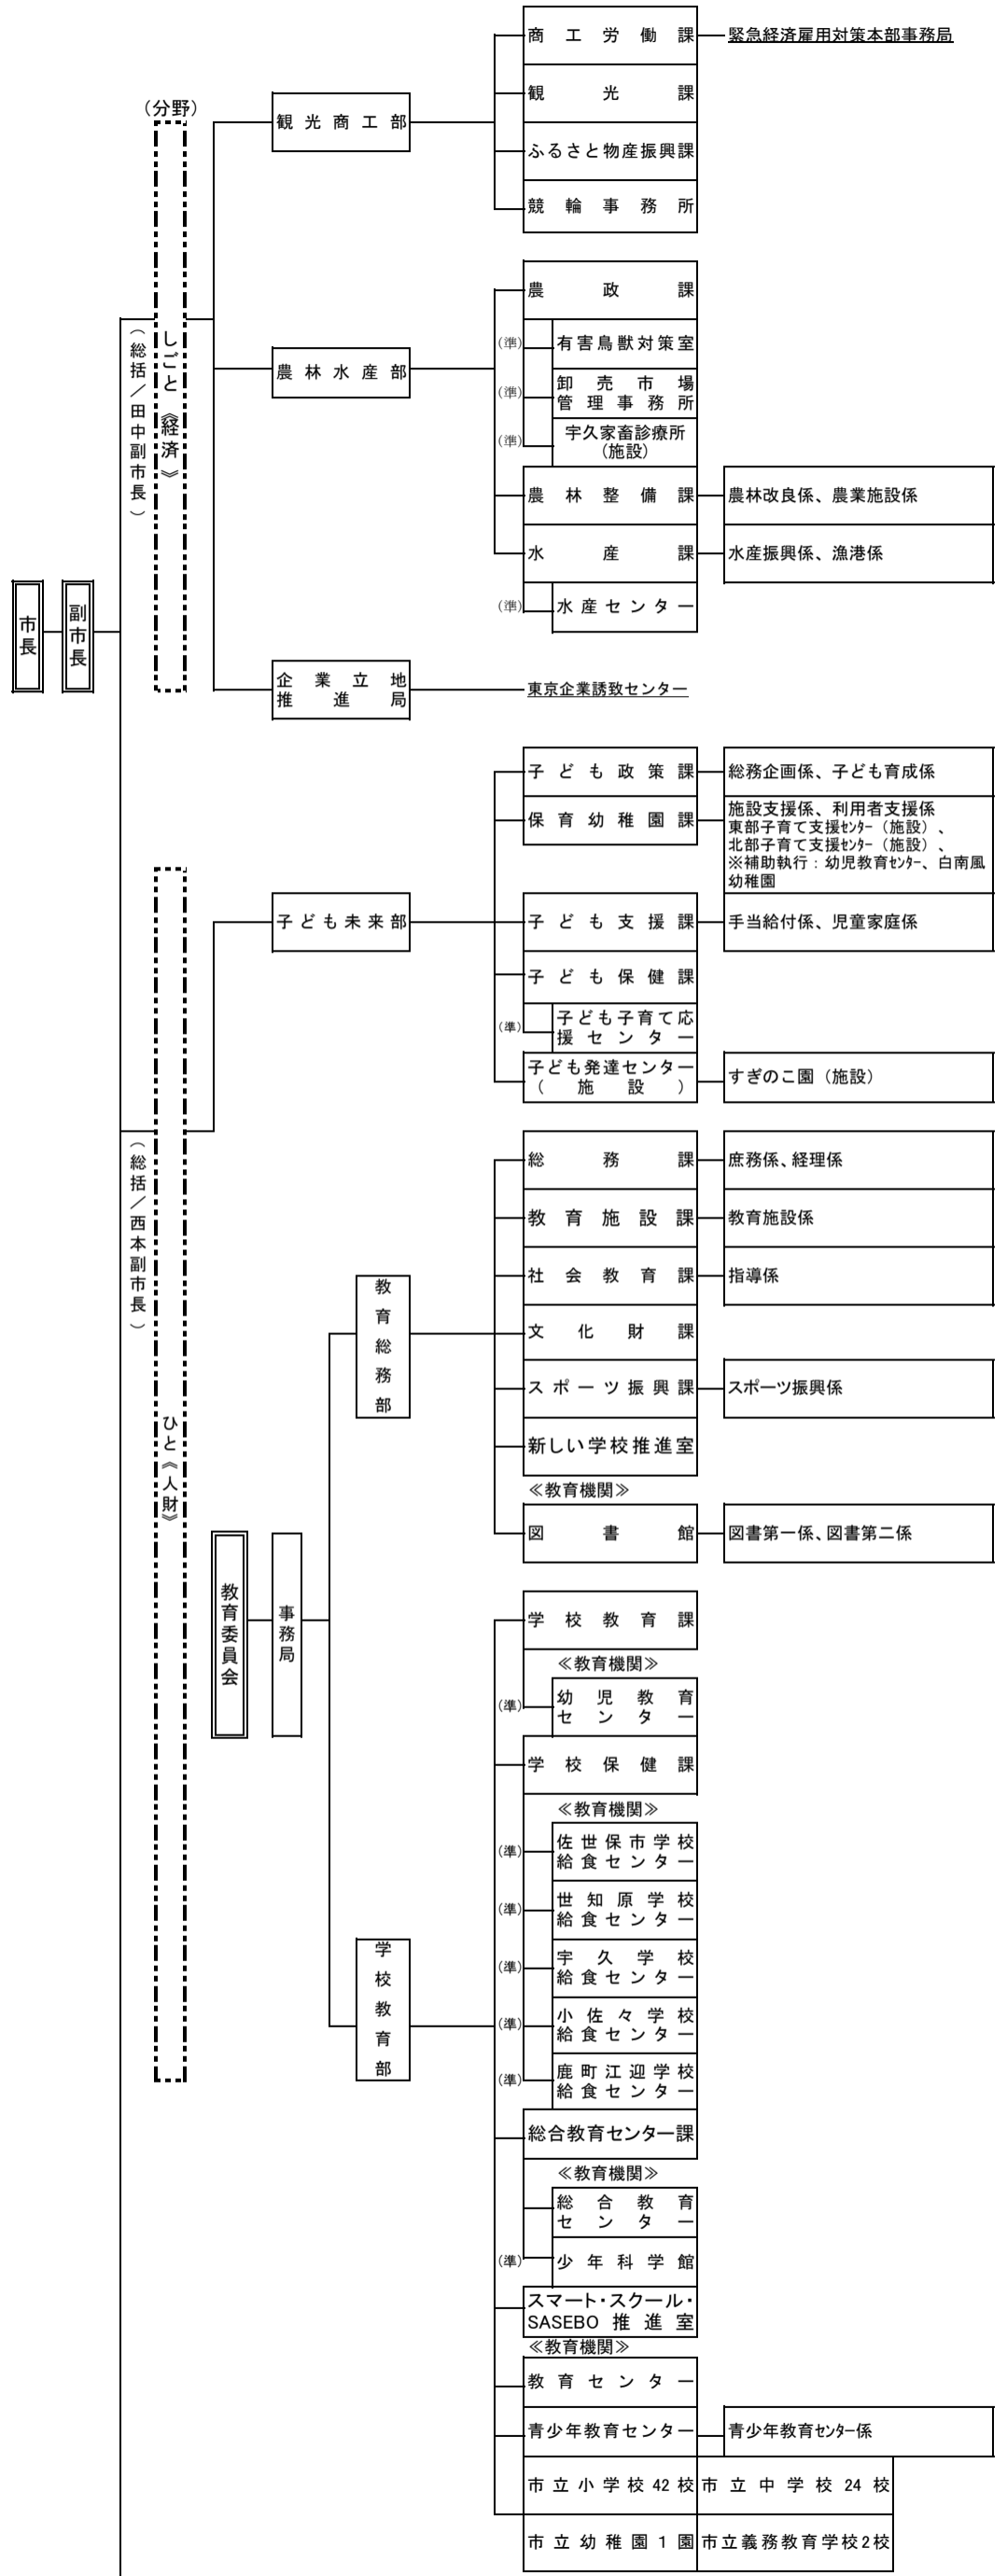 市長
副市長
（総括／田中副市長）
（分野）
しごと《経済》
観光商工部
商工労働課
緊急経済雇用対策本部事務局
観光課
ふるさと物産振興課
競輪事務所
農林水産部
農政課
(準)
有害鳥獣対策室
(準)
卸売市場
管理事務所
(準)
宇久家畜診療所
(施設)
農林整備課
農林改良係、農業施設係
水産課
水産振興係、漁港係
(準)
水産センター
企業立地
推進局
東京企業誘致センター
（総括／西本副市長）
ひと《人財》
子ども未来部
子ども政策課
総務企画係、子ども育成係
保育幼稚園課
施設支援係、利用者支援係
東部子育て支援ｾﾝﾀｰ（施設）、
北部子育て支援ｾﾝﾀｰ（施設）、
※補助執行：幼児教育ｾﾝﾀｰ、白南風
幼稚園
子ども支援課
手当給付係、児童家庭係
子ども保健課
(準)
子ども子育て応
援センター
子ども発達センター
（施設）
すぎのこ園（施設）
教育委員会
事務局
教育総務部
総務課
庶務係、経理係
教育施設課
教育施設係
社会教育課
指導係
文化財課
スポーツ振興課
スポーツ振興係
新しい学校推進室
≪教育機関≫
図書館
図書第一係、図書第二係
学校教育部
学校教育課
≪教育機関≫
(準)
幼児教育
センター
学校保健課
≪教育機関≫
(準)
佐世保市学校
給食センター
(準)
世知原学校
給食センター
(準)
宇久学校
給食センター
(準)
小佐々学校
給食センター
(準)
鹿町江迎学校
給食センター
総合教育センター課
≪教育機関≫
総合教育
センター
(準)
少年科学館
スマート・スクール・
SASEBO 推進室
≪教育機関≫
教育センター
青少年教育センター
青少年教育ｾﾝﾀｰ係
市立小学校 42 校
市立中学校 24 校
市立幼稚園 1 園
市立義務教育学校2校